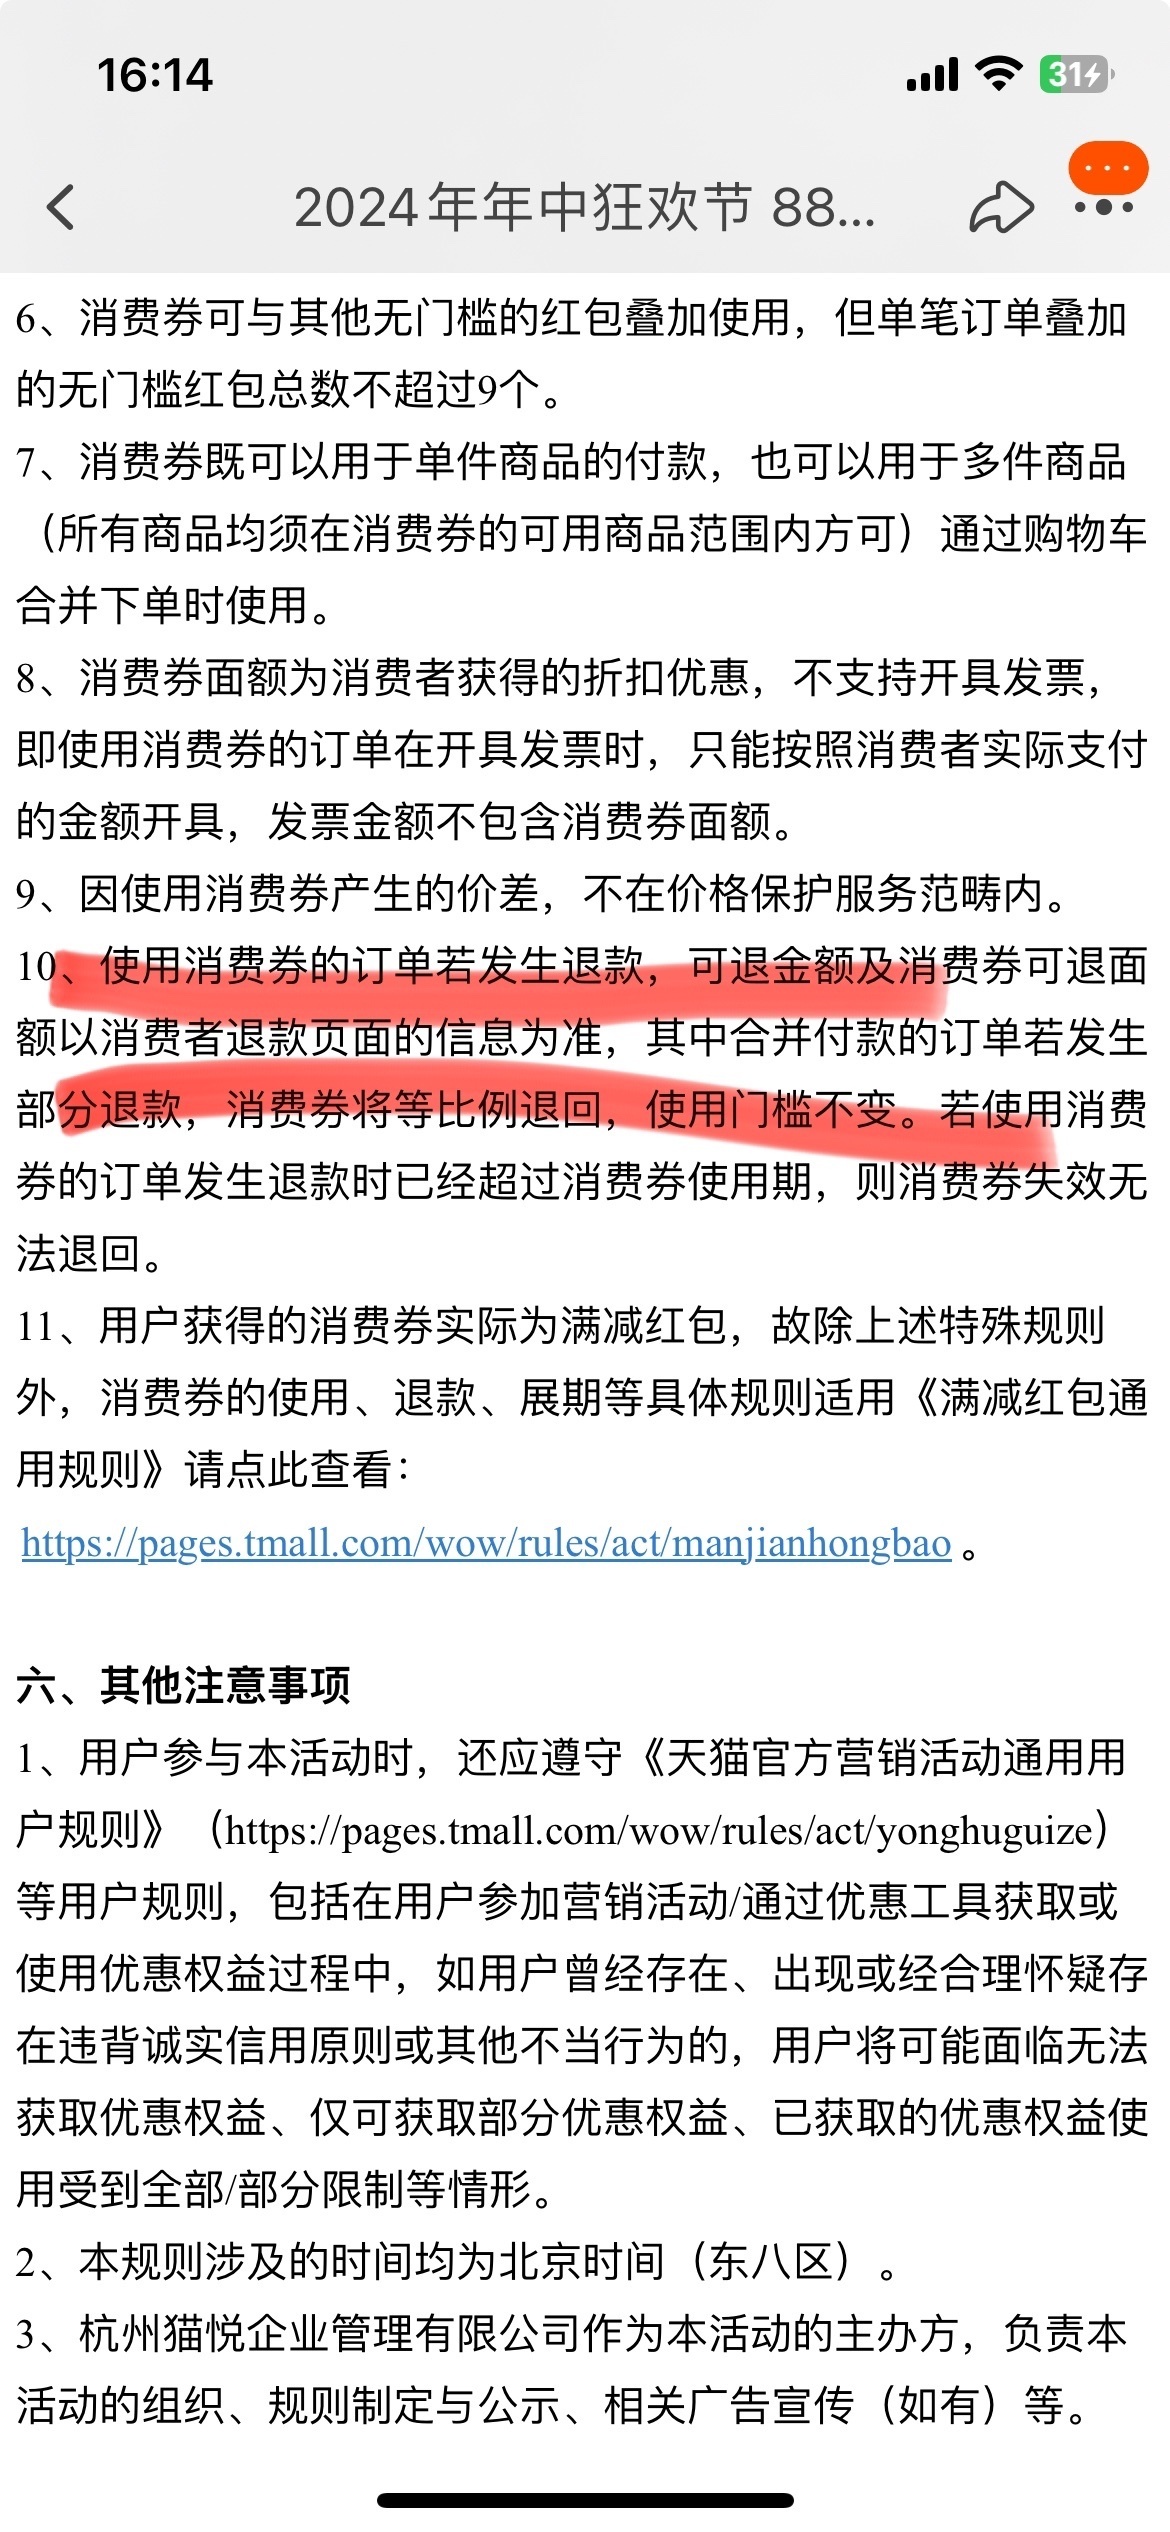 16:14
31
2024年年中狂欢节 88...
6、消费券可与其他无门槛的红包叠加使用，但单笔订单叠加
的无门槛红包总数不超过9个。
7、消费券既可以用于单件商品的付款，也可以用于多件商品
（所有商品均须在消费券的可用商品范围内方可）通过购物车
合并下单时使用。
8、消费券面额为消费者获得的折扣优惠，不支持开具发票，
即使用消费券的订单在开具发票时，只能按照消费者实际支付
的金额开具，发票金额不包含消费券面额。
9、因使用消费券产生的价差，不在价格保护服务范畴内。
10、使用消费券的订单若发生退款，可退金额及消费券可退面
额以消费者退款页面的信息为准，其中合并付款的订单若发生
部分退款，消费券将等比例退回，使用门槛不变。若使用消费
券的订单发生退款时已经超过消费券使用期，则消费券失效无
法退回。
11、用户获得的消费券实际为满减红包，故除上述特殊规则
外，消费券的使用、退款、展期等具体规则适用《满减红包通
用规则》请点此查看：
https://pages.tmall.com/wow/rules/act/manjianhongbao 。
六、其他注意事项
1、用户参与本活动时，还应遵守《天猫官方营销活动通用用
户规则》（https://pages.tmall.com/wow/rules/act/yonghuguize）
等用户规则，包括在用户参加营销活动/通过优惠工具获取或
使用优惠权益过程中，如用户曾经存在、出现或经合理怀疑存
在违背诚实信用原则或其他不当行为的，用户将可能面临无法
获取优惠权益、仅可获取部分优惠权益、已获取的优惠权益使
用受到全部/部分限制等情形。
2、本规则涉及的时间均为北京时间（东八区）。
3、杭州猫悦企业管理有限公司作为本活动的主办方，负责本
活动的组织、规则制定与公示、相关广告宣传（如有）等。